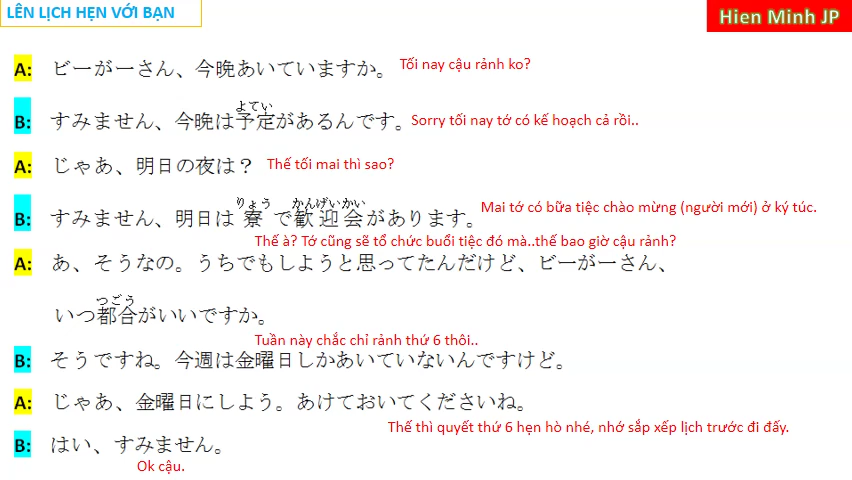 LÊN LỊCH HẸN VỚI BẠN
Hien Minh JP
A: ビーがーさん、今晩あいていますか。 Tối nay cậu rảnh ko?
よてい
B: すみません、今晩は予定があるんです。 Sorry tối nay tớ có kế hoạch cả rồi..
A: じゃあ、明日の夜は？ Thế tối mai thì sao?
りょう かんげいかい
B: すみません、明日は寮で歓迎会があります。 Mai tớ có bữa tiệc chào mừng (người mới) ở ký túc.
Thế à? Tớ cũng sẽ tổ chức buổi tiệc đó mà..thế bao giờ cậu rảnh?
A: あ、そうなの。うちでもしようと思ってたんだけど、ビーがーさん、
つごう
いつ都合がいいですか。
Tuần này chắc chỉ rảnh thứ 6 thôi..
B: そうですね。今週は金曜日しかあいていないんですけど。
A: じゃあ、金曜日にしよう。あけておいてくださいね。
Thế thì quyết thứ 6 hẹn hò nhé, nhớ sắp xếp lịch trước đi đấy.
B: はい、すみません。
Ok cậu.